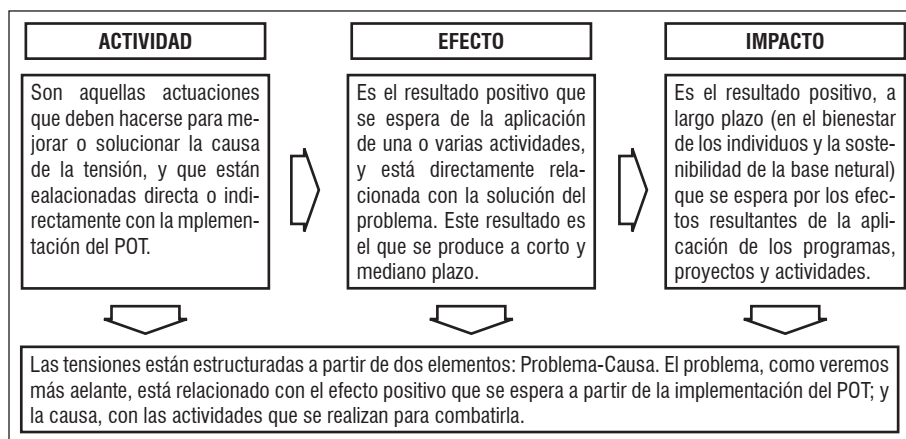 ACTIVIDAD
Son aquellas actuaciones
que deben hacerse para me-
jorar o solucionar la causa
de la tensión, y que están
ealacionadas directa o indi-
rectamente con la mplemen-
tación del POT.
EFECTO
Es el resultado positivo que
se espera de la aplicación
de una o varias actividades,
y está directamente rela-
cionada con la solución del
problema. Este resultado es
el que se produce a corto y
mediano plazo.
IMPACTO
Es el resultado positivo, a
largo plazo (en el bienestar
de los individuos y la soste-
nibilidad de la base netural)
que se espera por los efec-
tos resultantes de la apli-
cación de los programas,
proyectos y actividades.
Las tensiones están estructuradas a partir de dos elementos: Problema-Causa. El problema, como veremos
más aelante, está relacionado con el efecto positivo que se espera a partir de la implementación del POT; y
la causa, con las actividades que se realizan para combatirla.